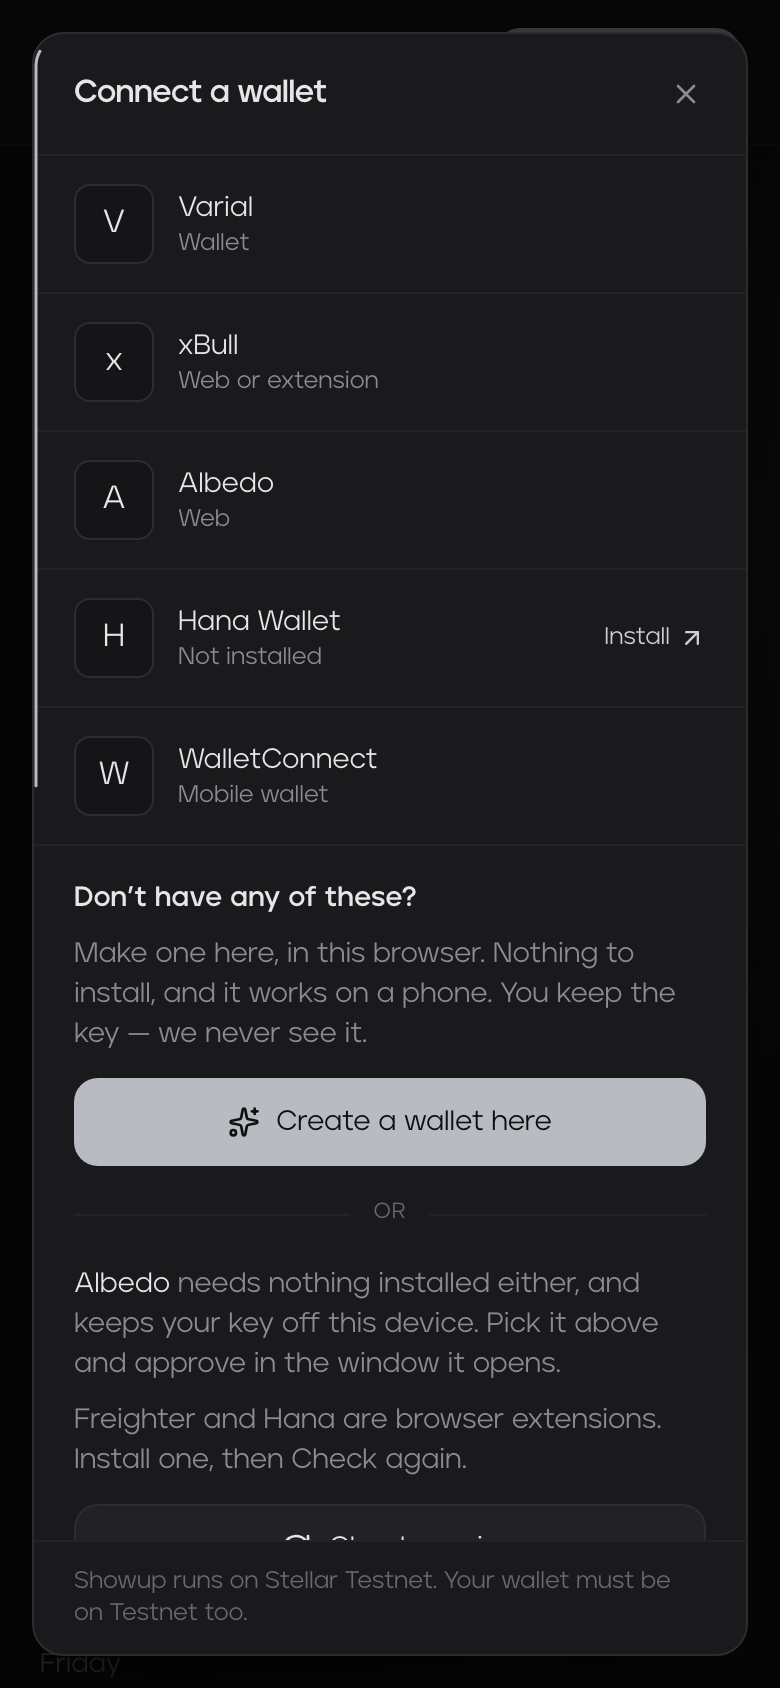 Connect a wallet
V
Varial
Wallet
x
xBull
Web or extension
A
Albedo
Web
H
Hana Wallet
Not installed
Install
W
WalletConnect
Mobile wallet
Don’t have any of these?
Make one here, in this browser. Nothing to
install, and it works on a phone. You keep the
key — we never see it.
Create a wallet here
OR
Albedo needs nothing installed either, and
keeps your key off this device. Pick it above
and approve in the window it opens.
Freighter and Hana are browser extensions.
Install one, then Check again.
Showup runs on Stellar Testnet. Your wallet must be
on Testnet too.
Friday